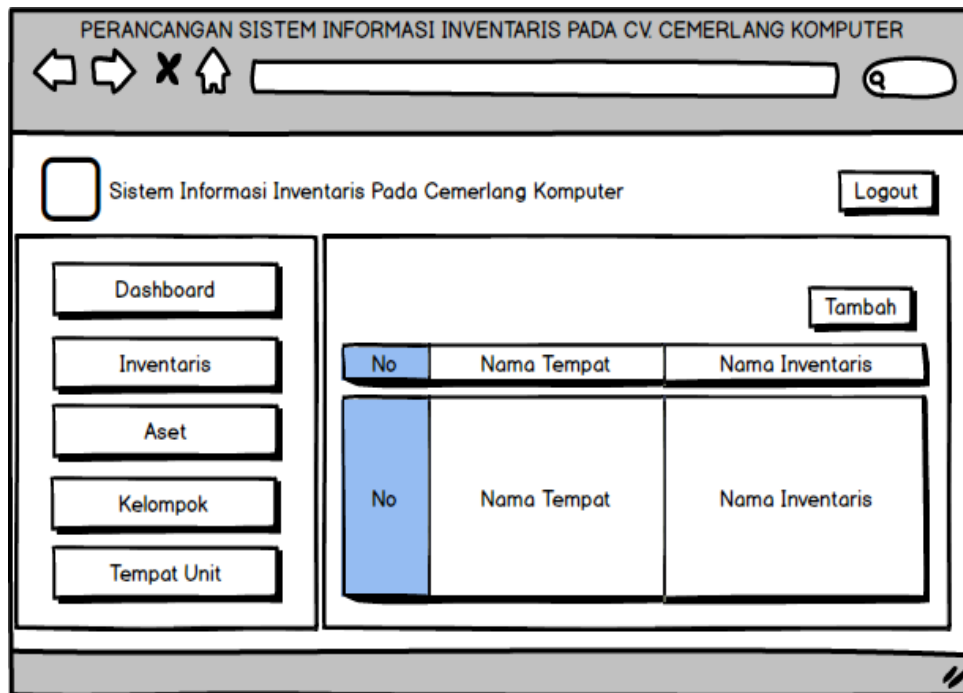 PERANCANGAN SISTEM INFORMASI INVENTARIS PADA CV. CEMERLANG KOMPUTER
Sistem Informasi Inventaris Pada Cemerlang Komputer
Logout
Dashboard
Inventaris
Aset
Kelompok
Tempat Unit
Tambah
No Nama Tempat Nama Inventaris
No Nama Tempat Nama Inventaris